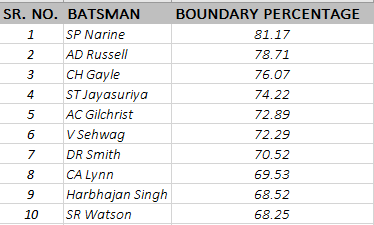 SR. NO. BATSMAN BOUNDARY PERCENTAGE
1 SP Narine 81.17
2 AD Russell 78.71
3 CH Gayle 76.07
4 ST Jayasuriya 74.22
5 AC Gilchrist 72.89
6 V Sehwag 72.29
7 DR Smith 70.52
8 CA Lynn 69.53
9 Harbhajan Singh 68.52
10 SR Watson 68.25